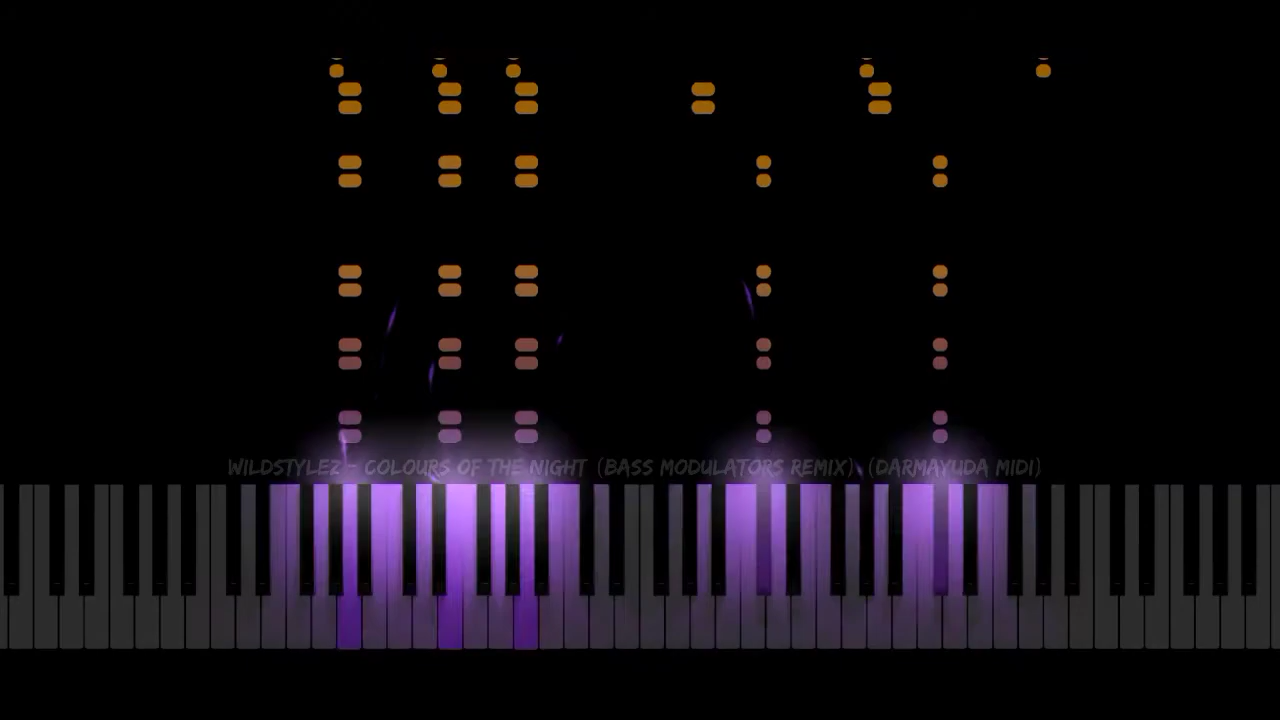 WILDSTYLEZ - COLOURS OF THE NIGHT (BASS MODULATORS REMIX) (DARMAYUDA MIDI)